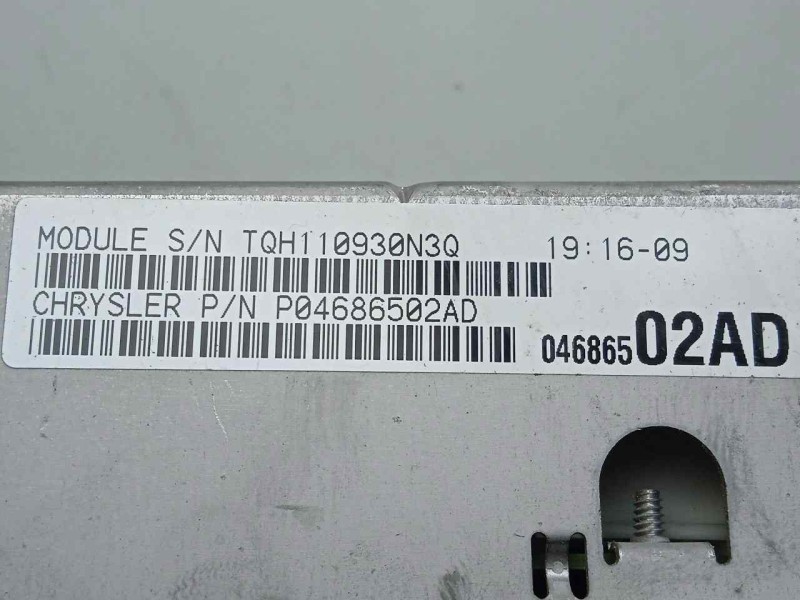 MODULE S/N TQH110930N3Q 19:16-09
CHRYSLER P/N P04686502AD
04686502AD